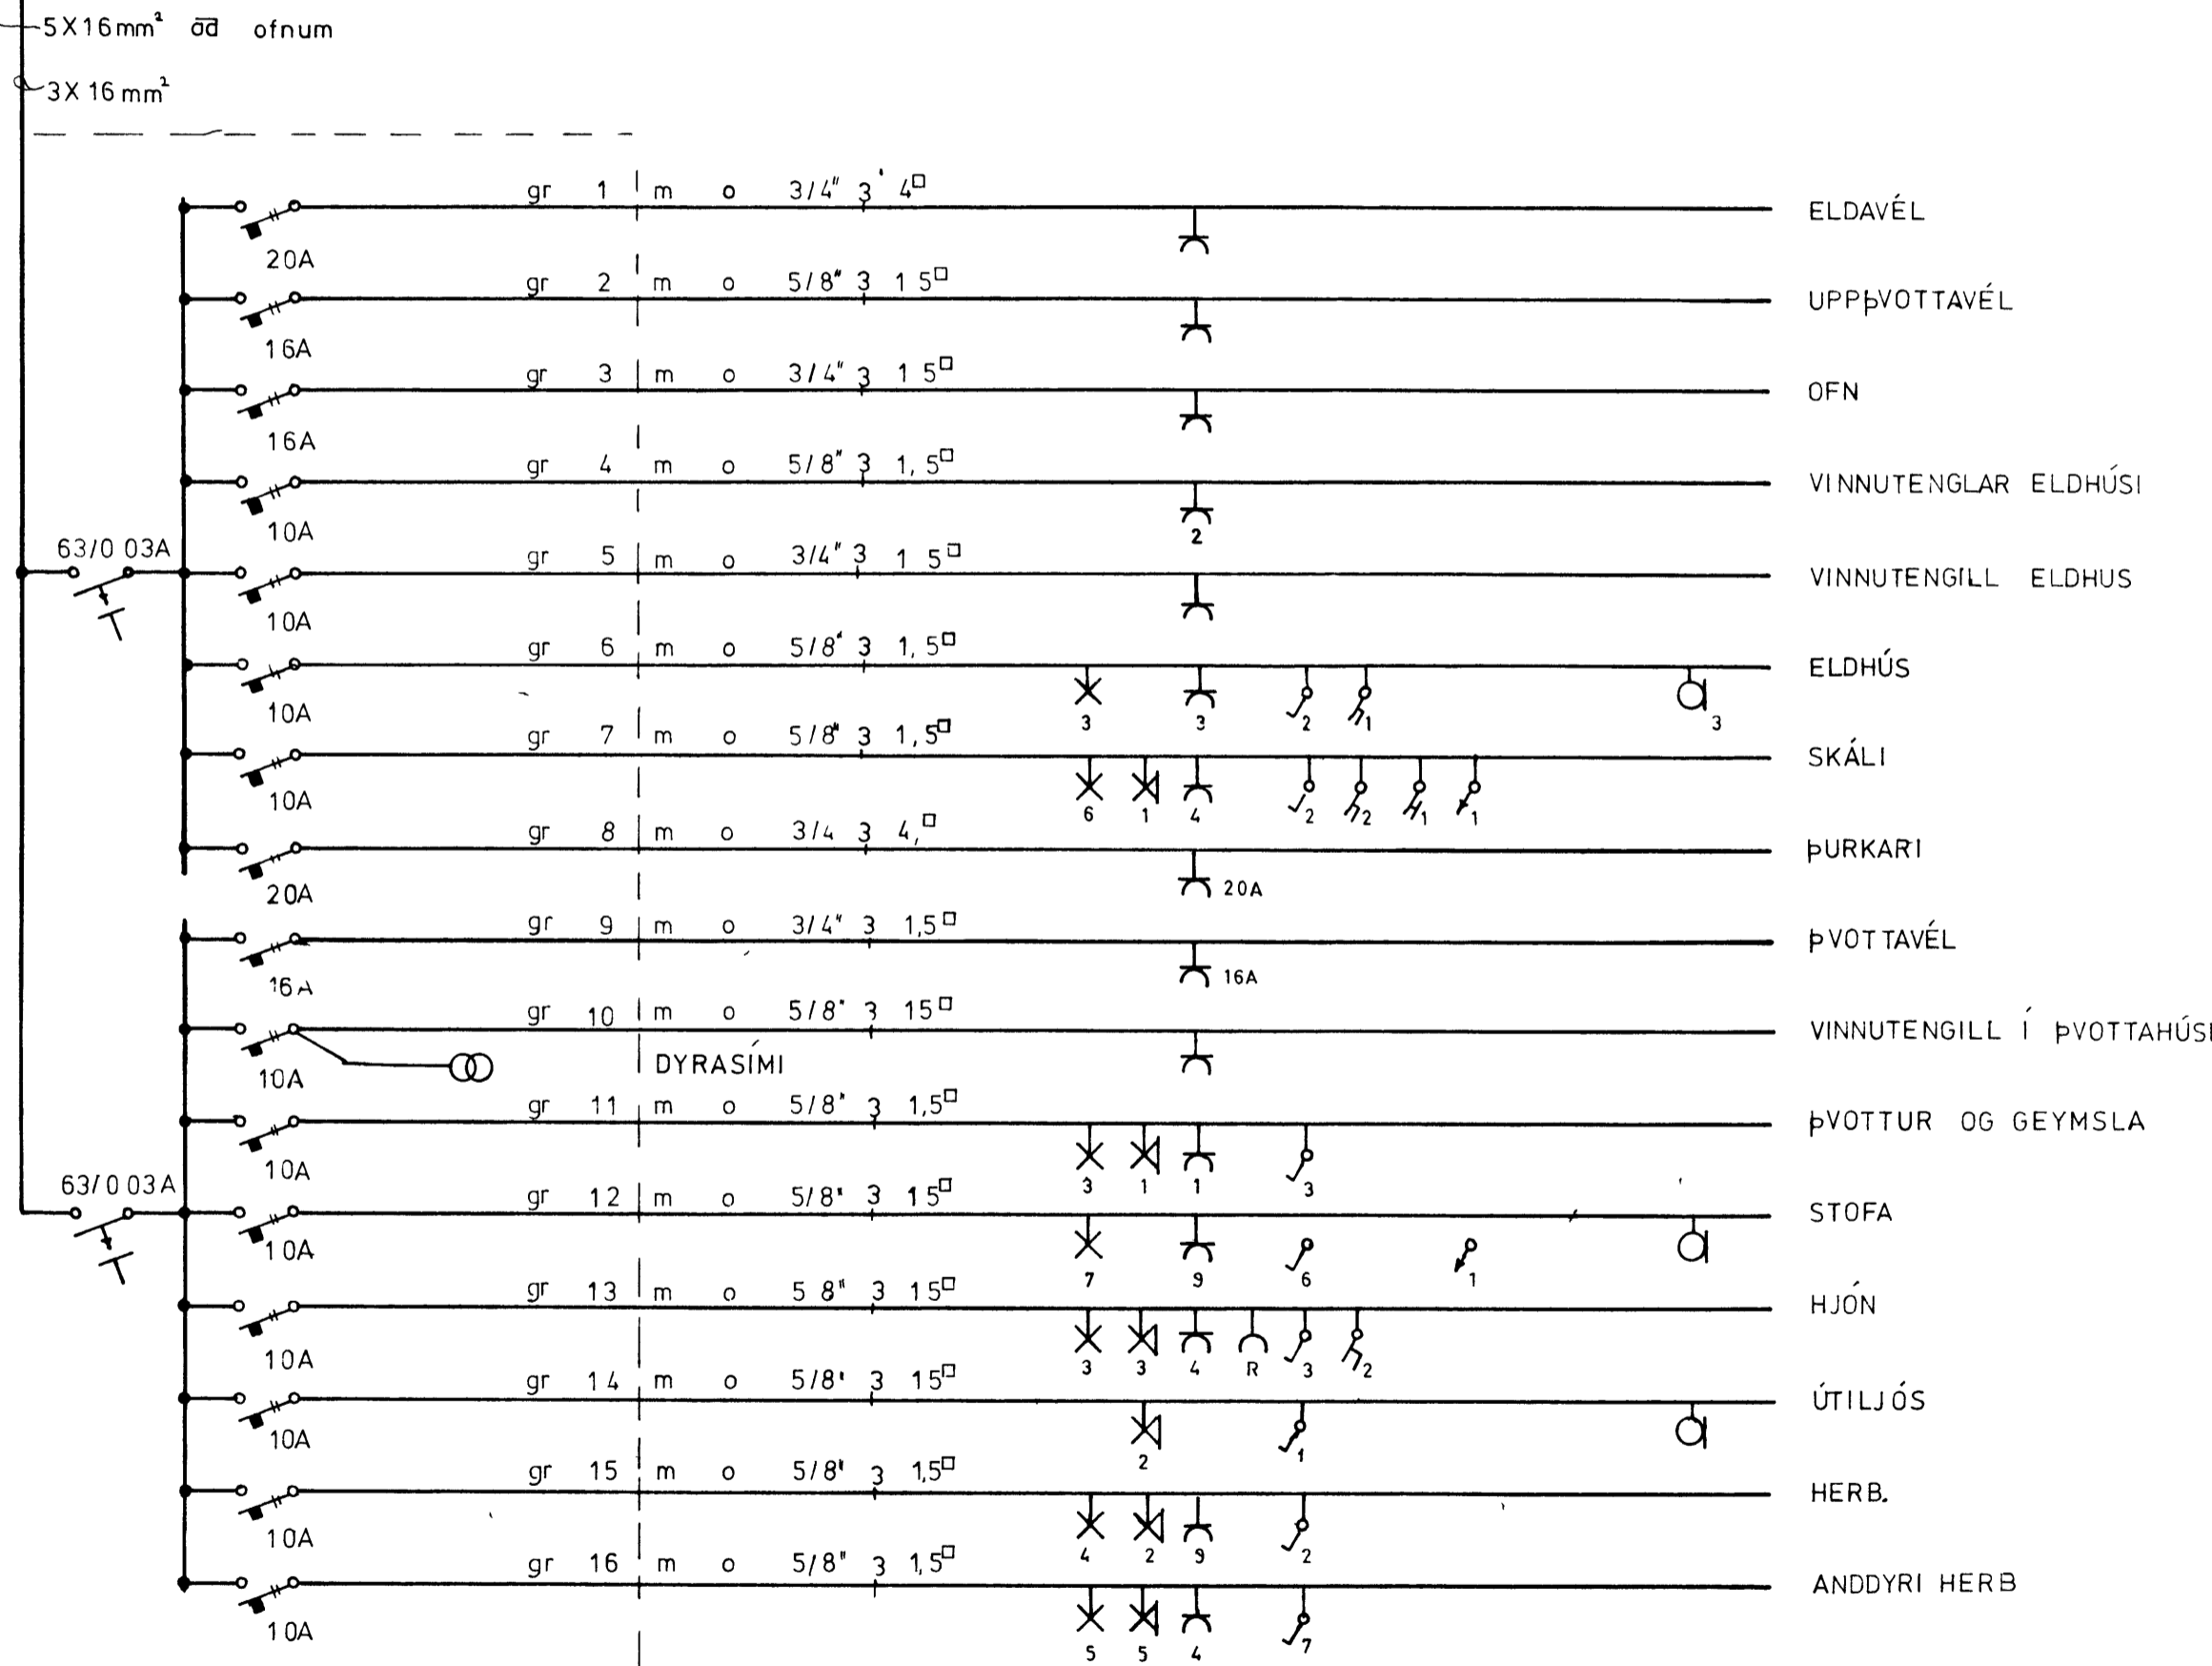 5X16mm² að ofnum
3X16mm²
gr 1 m o 3/4" 3 4□ ELDAVÉL
20A
gr 2 m o 5/8" 3 1 5□ UPPÞVOTTAVÉL
16A
gr 3 m o 3/4" 3 1 5□ OFN
16A
gr 4 m o 5/8" 3 1,5□ VINNUTENGLAR ELDHÚSI
10A 2
63/0 03A gr 5 m o 3/4" 3 1 5□ VINNUTENGILL ELDHUS
10A
gr 6 m o 5/8" 3 1,5□ ELDHÚS
10A 3 3 2 1 3
gr 7 m o 5/8" 3 1,5□ SKÁLI
10A 6 1 4 2 2 1 1
gr 8 m o 3/4 3 4,□ ÞURKARI
20A 20A
gr 9 m o 3/4" 3 1,5□ ÞVOTTAVÉL
16A 16A
gr 10 m o 5/8" 3 15□ VINNUTENGILL Í ÞVOTTAHÚSI
10A DYRASÍMI
gr 11 m o 5/8" 3 1,5□ ÞVOTTUR OG GEYMSLA
10A 3 1 1 3
63/0 03A gr 12 m o 5/8" 3 15□ STOFA
10A 7 9 6 1
gr 13 m o 5 8" 3 15□ HJÓN
10A 3 3 4 R 3 2
gr 14 m o 5/8" 3 15□ ÚTILJÓS
10A 2 1
gr 15 m o 5/8" 3 1,5□ HERB.
10A 4 2 9 2
gr 16 m o 5/8" 3 1,5□ ANDDYRI HERB
10A 5 5 4 7